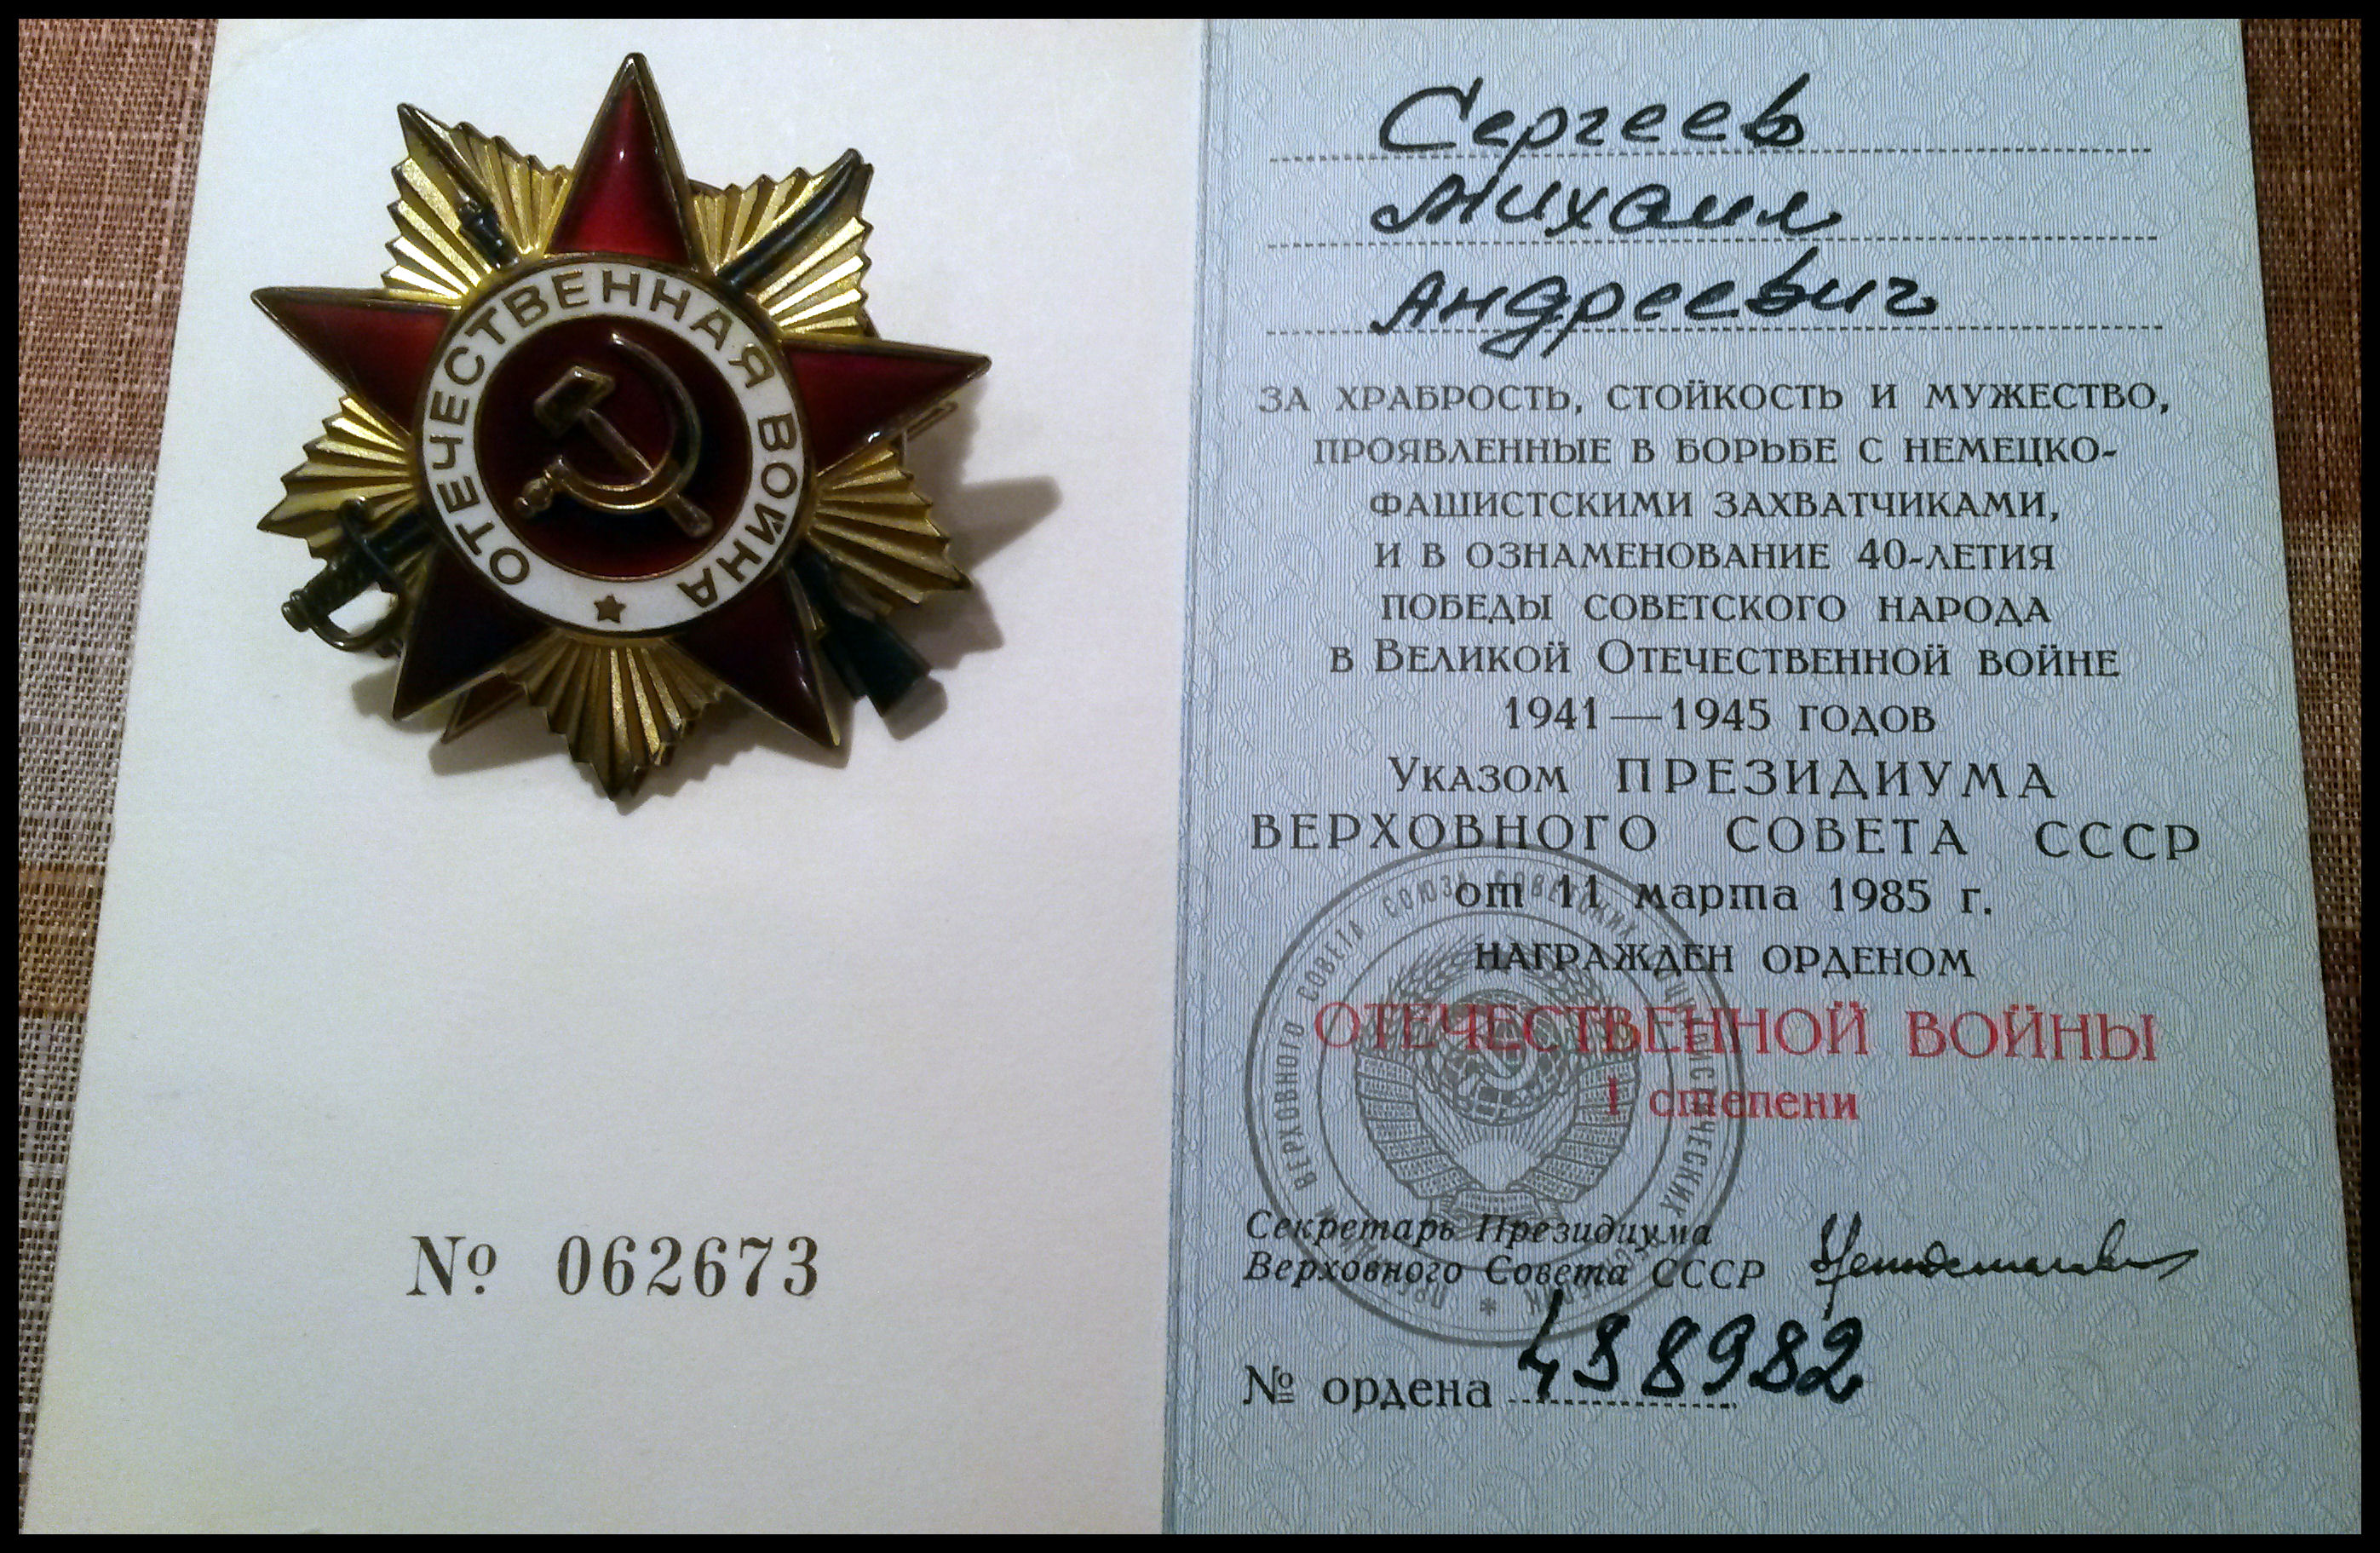 ОТЕЧЕСТВЕННАЯ ВОЙНА
№ 062673
Сергеев
Михаил
Андреевич
ЗА ХРАБРОСТЬ, СТОЙКОСТЬ И МУЖЕСТВО,
ПРОЯВЛЕННЫЕ В БОРЬБЕ С НЕМЕЦКО-
ФАШИСТСКИМИ ЗАХВАТЧИКАМИ,
И В ОЗНАМЕНОВАНИЕ 40-ЛЕТИЯ
ПОБЕДЫ СОВЕТСКОГО НАРОДА
В ВЕЛИКОЙ ОТЕЧЕСТВЕННОЙ ВОЙНЕ
1941—1945 ГОДОВ
УКАЗОМ ПРЕЗИДИУМА
ВЕРХОВНОГО СОВЕТА СССР
от 11 марта 1985 г.
НАГРАЖДЕН ОРДЕНОМ
ОТЕЧЕСТВЕННОЙ ВОЙНЫ
I степени
Секретарь Президиума
Верховного Совета СССР
№ ордена 498982